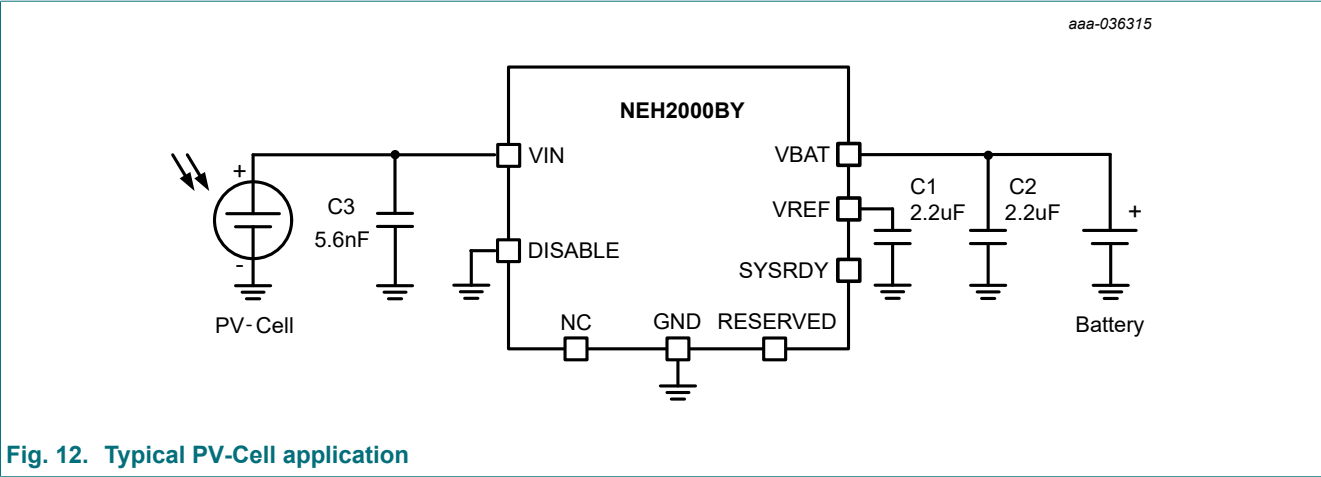 aaa-036315
NEH2000BY
VIN
VBAT
+
C3
5.6nF
-
PV-Cell
DISABLE
VREF
SYSRDY
C1
2.2uF
C2
2.2uF
+
Battery
NC
GND
RESERVED
Fig. 12. Typical PV-Cell application